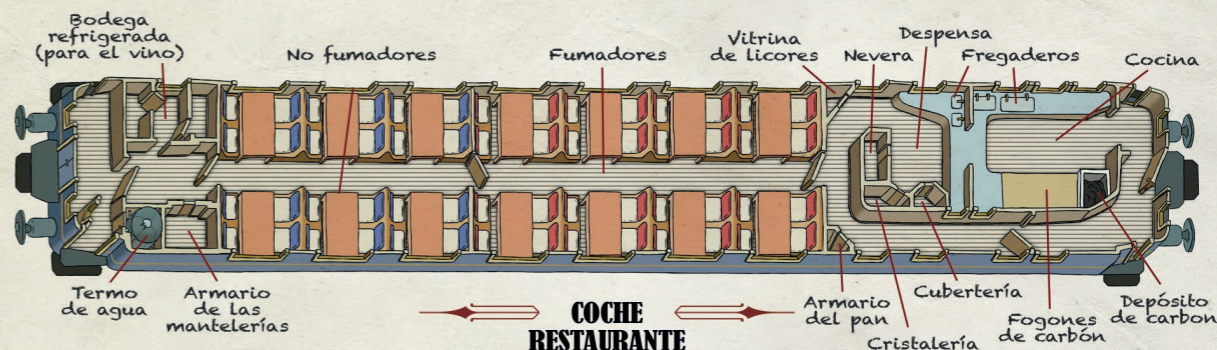 Bodega
refrigerada
(para el vino)
No fumadores
Fumadores
Vitrina
de licores
Nevera
Despensa
Fregaderos
Cocina
Termo
de agua
Armario
de las
mantelerías
COCHE
RESTAURANTE
Armario
del pan
Cristalería
Cubertería
Fogones
de carbón
Depósito
de carbon